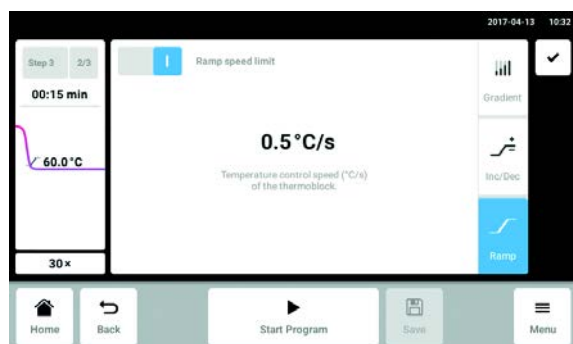 2017-04-13 10:32
Step 3 2/3
00:15 min
60.0°C
30×
Ramp speed limit
0.5°C/s
Temperature control speed (°C/s)
of the thermoblock.
Gradient
Inc/Dec
Ramp
Home
Back
Start Program
Save
Menu